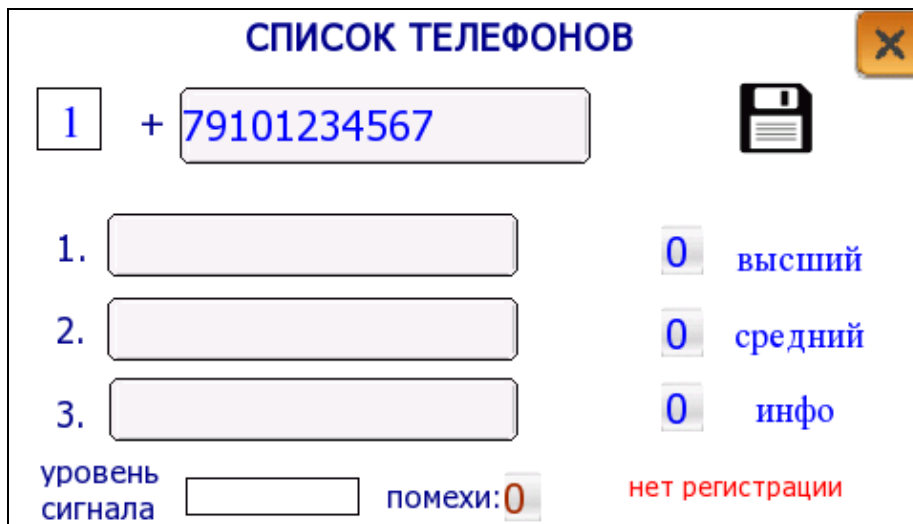 СПИСОК ТЕЛЕФОНОВ
1 + 79101234567
1. 0 высший
2. 0 средний
3. 0 инфо
уровень
сигнала помехи: 0 нет регистрации